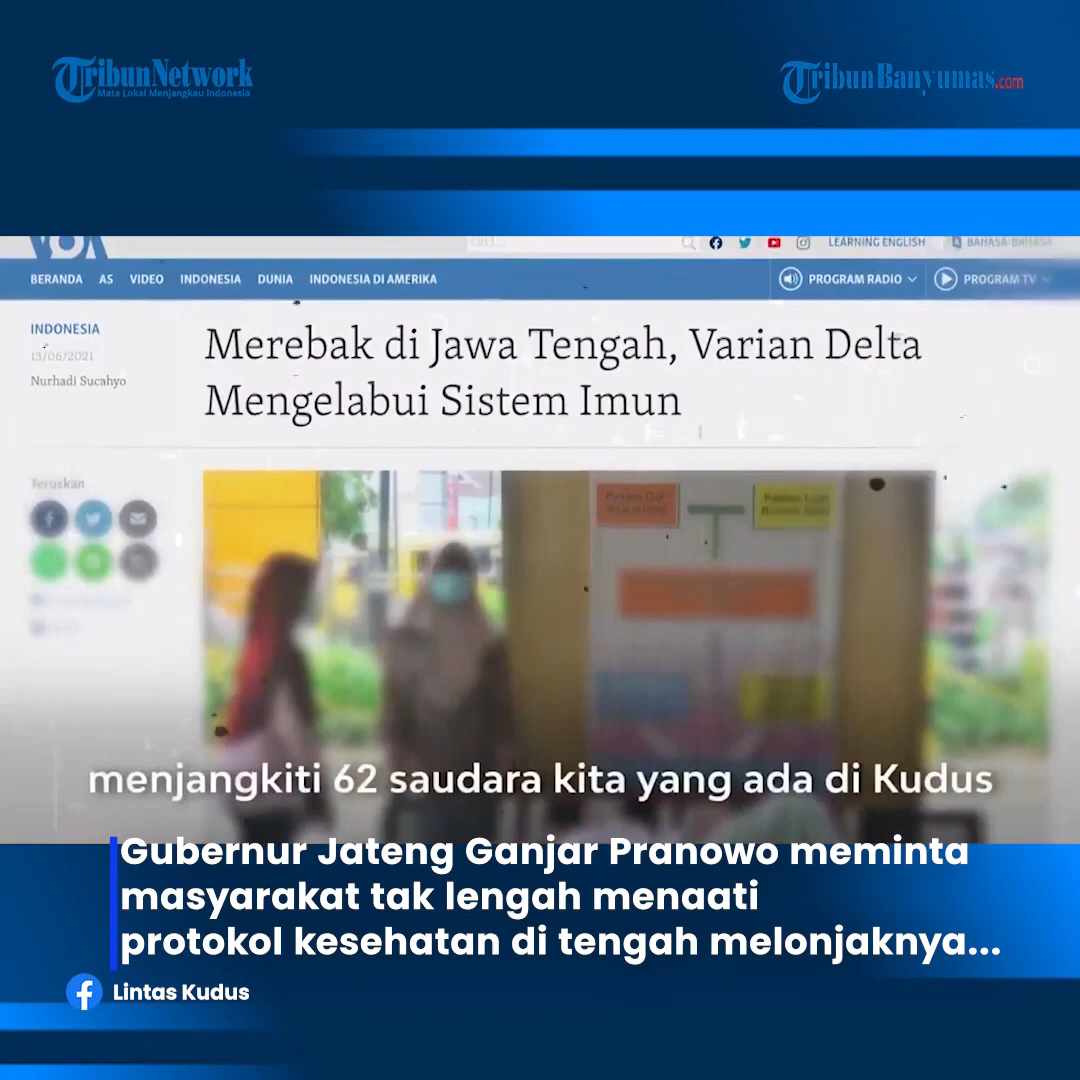 TribunNetwork
Mata Lokal Menjangkau Indonesia
TribunBanyumas.com
VOA
LEARNING ENGLISH
BAHASA-BAHASA
BERANDA AS VIDEO INDONESIA DUNIA INDONESIA DI AMERIKA
PROGRAM RADIO
PROGRAM TV
INDONESIA
13/06/2021
Nurhadi Sucahyo
Merebak di Jawa Tengah, Varian Delta
Mengelabui Sistem Imun
Teruskan
menjangkiti 62 saudara kita yang ada di Kudus
Gubernur Jateng Ganjar Pranowo meminta
masyarakat tak lengah menaati
protokol kesehatan di tengah melonjaknya...
Lintas Kudus